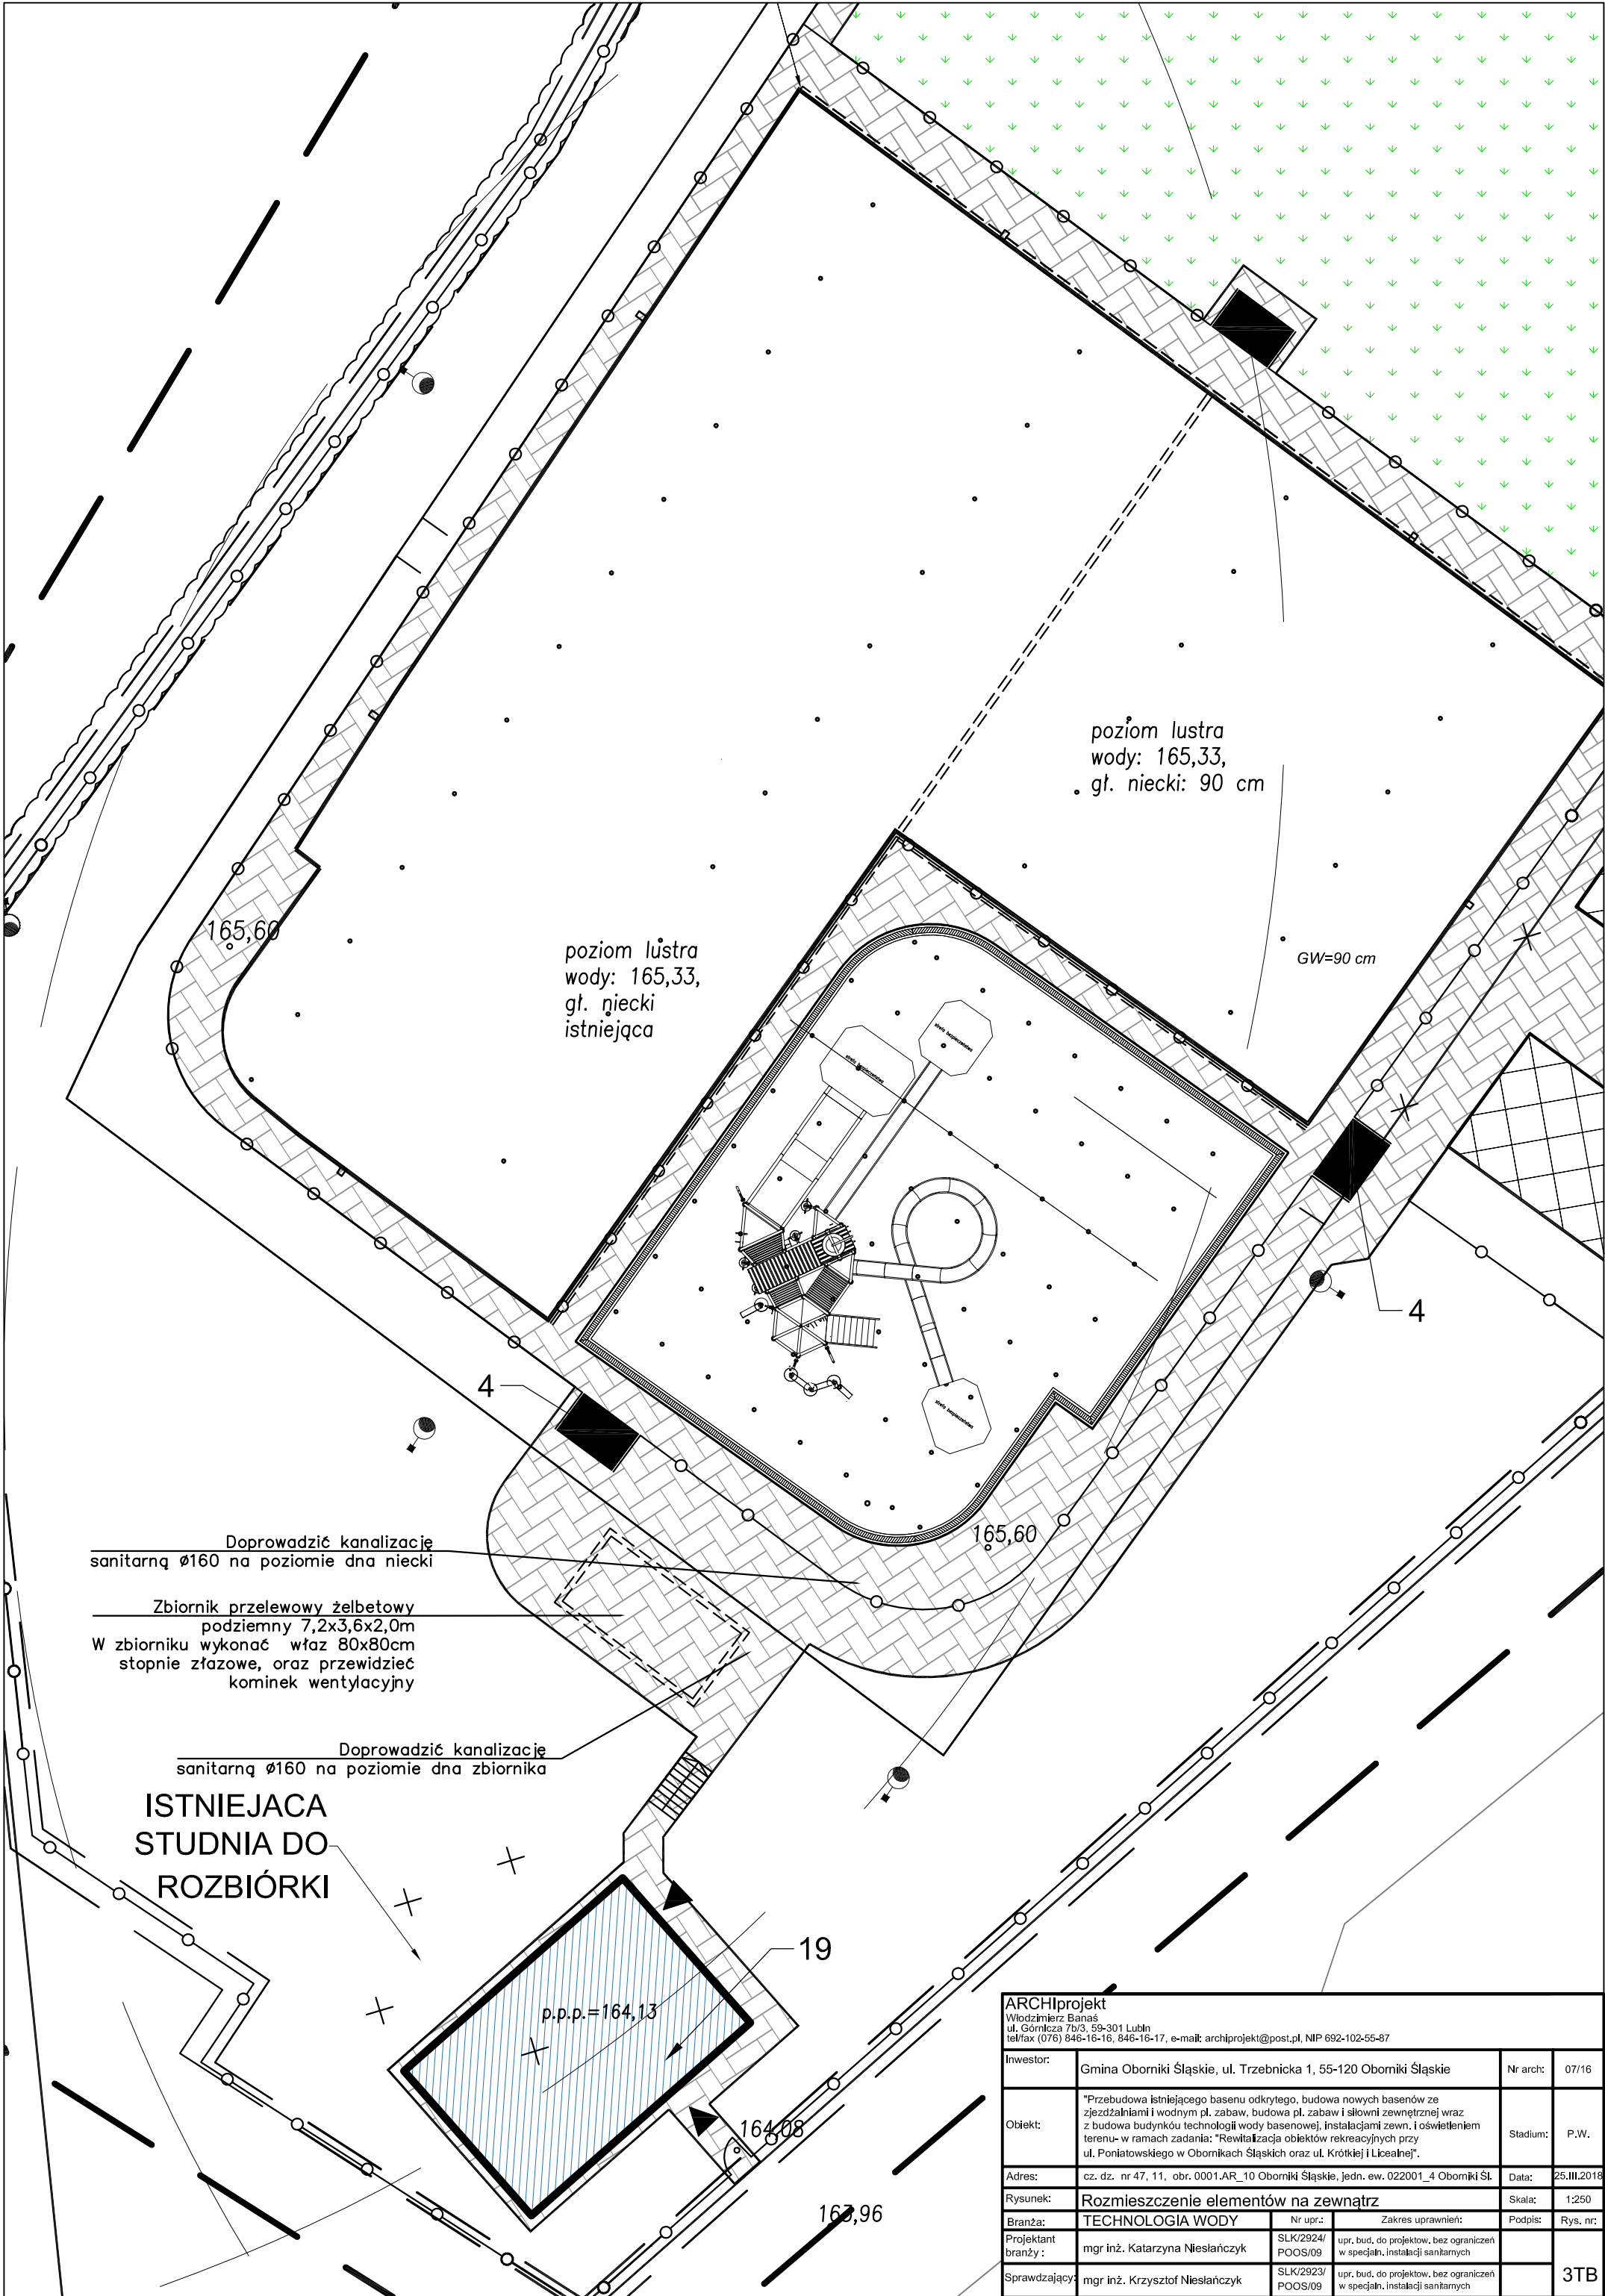 poziom lustra
wody: 165,33,
gł. niecki: 90 cm
165,60
poziom lustra
wody: 165,33,
gł. niecki
istniejąca
GW=90 cm
strefa bezpieczeństwa
strefa bezpieczeństwa
4
4
strefa bezpieczeństwa
165,60
Doprowadzić kanalizację
sanitarną ø160 na poziomie dna niecki
Zbiornik przelewowy żelbetowy
podziemny 7,2x3,6x2,0m
W zbiorniku wykonać właz 80x80cm
stopnie złazowe, oraz przewidzieć
kominek wentylacyjny
Doprowadzić kanalizację
sanitarną ø160 na poziomie dna zbiornika
ISTNIEJACA
STUDNIA DO
ROZBIÓRKI
19
p.p.p.=164,13
164,08
163,96
ARCHIprojekt
Włodzimierz Banaś
ul. Górnicza 7b/3, 59-301 Lubin
tel/fax (076) 846-16-16, 846-16-17, e-mail: archiprojekt@post.pl, NIP 692-102-55-87
Inwestor: Gmina Oborniki Śląskie, ul. Trzebnicka 1, 55-120 Oborniki Śląskie Nr arch: 07/16
Obiekt: "Przebudowa istniejącego basenu odkrytego, budowa nowych basenów ze
zjeżdżalniami i wodnym pl. zabaw, budowa pl. zabaw i siłowni zewnętrznej wraz
z budowa budynków technologii wody basenowej, instalacjami zewn. i oświetleniem
terenu- w ramach zadania: "Rewitalizacja obiektów rekreacyjnych przy Stadium: P.W.
ul. Poniatowskiego w Obornikach Śląskich oraz ul. Krótkiej i Licealnej".
Adres: cz. dz. nr 47, 11, obr. 0001.AR_10 Oborniki Śląskie, jedn. ew. 022001_4 Oborniki Śl. Data: 25.III.2018
Rysunek: Rozmieszczenie elementów na zewnątrz Skala: 1:250
Branża: TECHNOLOGIA WODY Nr upr.: Zakres uprawnień: Podpis: Rys. nr:
Projektant branży : mgr inż. Katarzyna Niesłańczyk SLK/2924/ POOS/09 upr. bud. do projektow. bez ograniczeń w specjaln. instalacji sanitarnych
Sprawdzający: mgr inż. Krzysztof Niesłańczyk SLK/2923/ POOS/09 upr. bud. do projektow. bez ograniczeń w specjaln. instalacji sanitarnych 3TB